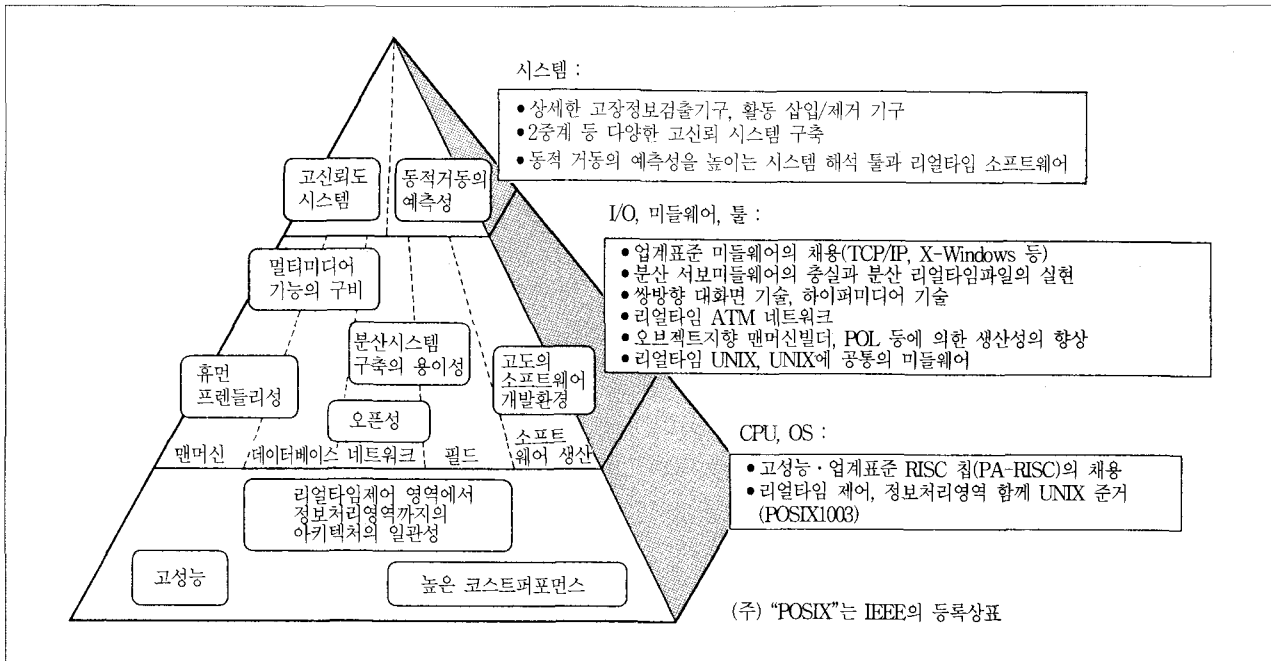 시스템 :
• 상세한 고장정보검출기구, 활동 삽입/제거 기구
• 2중계 등 다양한 고신뢰 시스템 구축
• 동적 거동의 예측성을 높이는 시스템 해석 툴과 리얼타임 소프트웨어
고신뢰도
시스템
동적거동의
예측성
I/O, 미들웨어, 툴 :
• 업계표준 미들웨어의 채용(TCP/IP, X-Windows 등)
• 분산 서보미들웨어의 충실과 분산 리얼타임파일의 실현
• 쌍방향 대화면 기술, 하이퍼미디어 기술
• 리얼타임 ATM 네트워크
• 오브젝트지향 맨머신빌더, POL 등에 의한 생산성의 향상
• 리얼타임 UNIX, UNIX에 공통의 미들웨어
멀티미디어
기능의 구비
분산시스템
구축의 용이성
휴먼
프렌들리성
고도의
소프트웨어
개발환경
오픈성
맨머신
데이터베이스
네트워크
필드
소프트
웨어 생산
CPU, OS :
• 고성능 · 업계표준 RISC 칩(PA-RISC)의 채용
• 리얼타임 제어, 정보처리영역 함께 UNIX 준거
(POSIX1003)
리얼타임제어 영역에서
정보처리영역까지의
아키텍처의 일관성
고성능
높은 코스트퍼포먼스
(주) “POSIX”는 IEEE의 등록상표